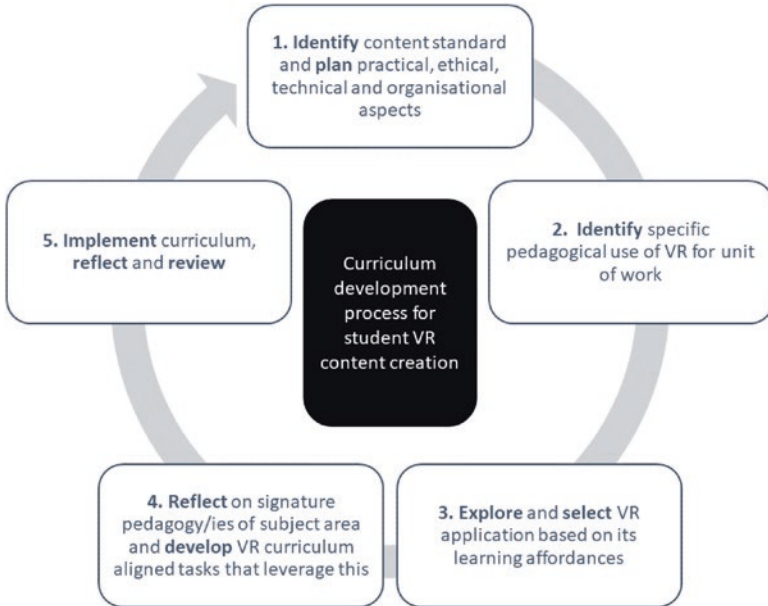 1. Identify content standard
and plan practical, ethical,
technical and organisational
aspects
2. Identify specific
pedagogical use of VR for unit
of work
3. Explore and select VR
application based on its
learning affordances
4. Reflect on signature
pedagogy/ies of subject area
and develop VR curriculum
aligned tasks that leverage this
5. Implement curriculum,
reflect and review
Curriculum
development
process for
student VR
content creation